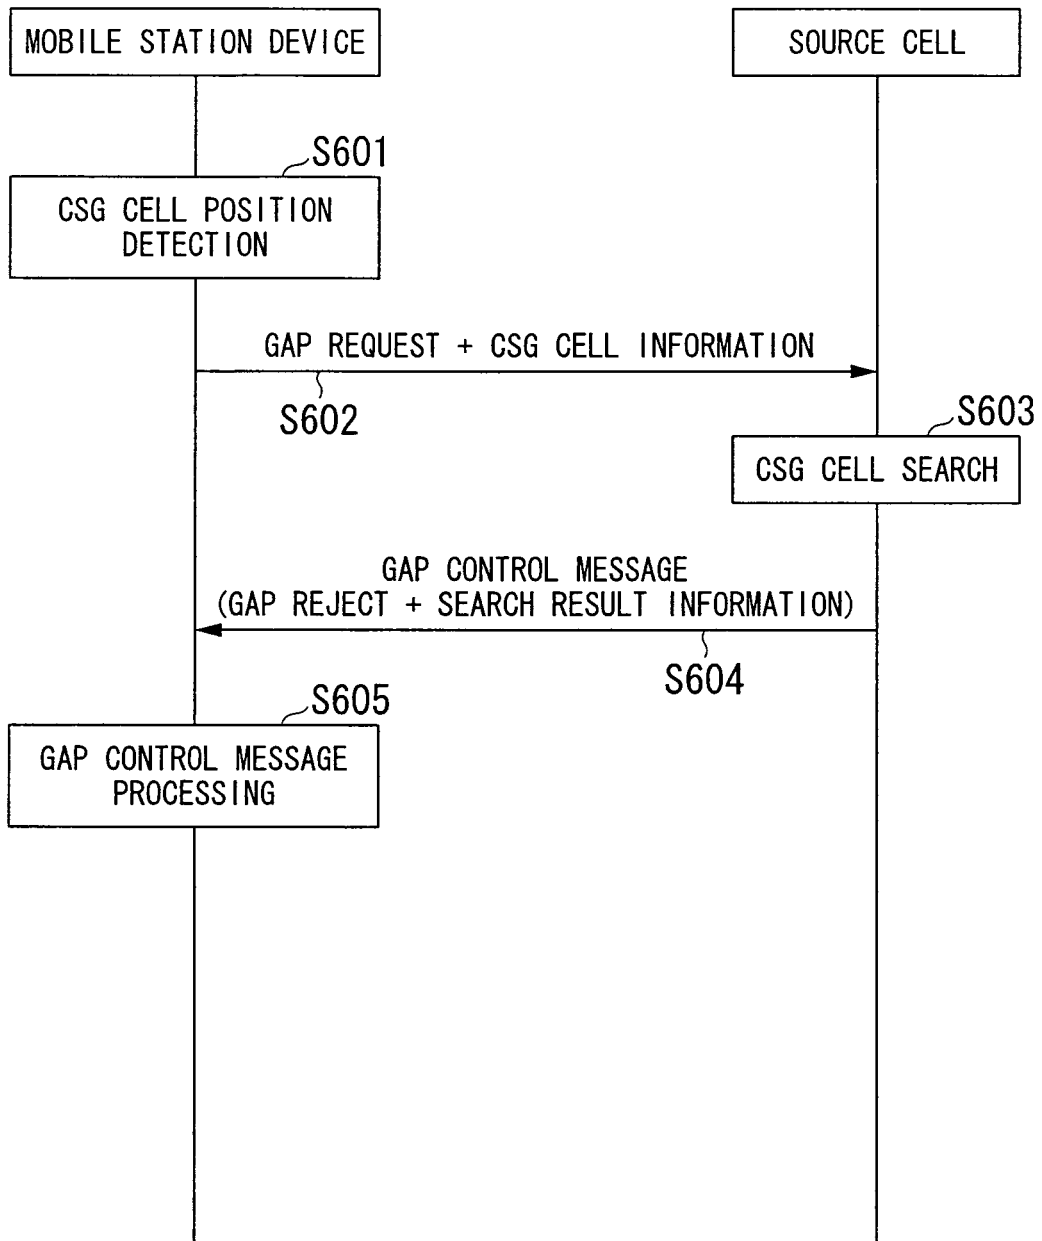 MOBILE STATION DEVICE
SOURCE CELL
S601
CSG CELL POSITION
DETECTION
GAP REQUEST + CSG CELL INFORMATION
S602
S603
CSG CELL SEARCH
GAP CONTROL MESSAGE
(GAP REJECT + SEARCH RESULT INFORMATION)
S604
S605
GAP CONTROL MESSAGE
PROCESSING